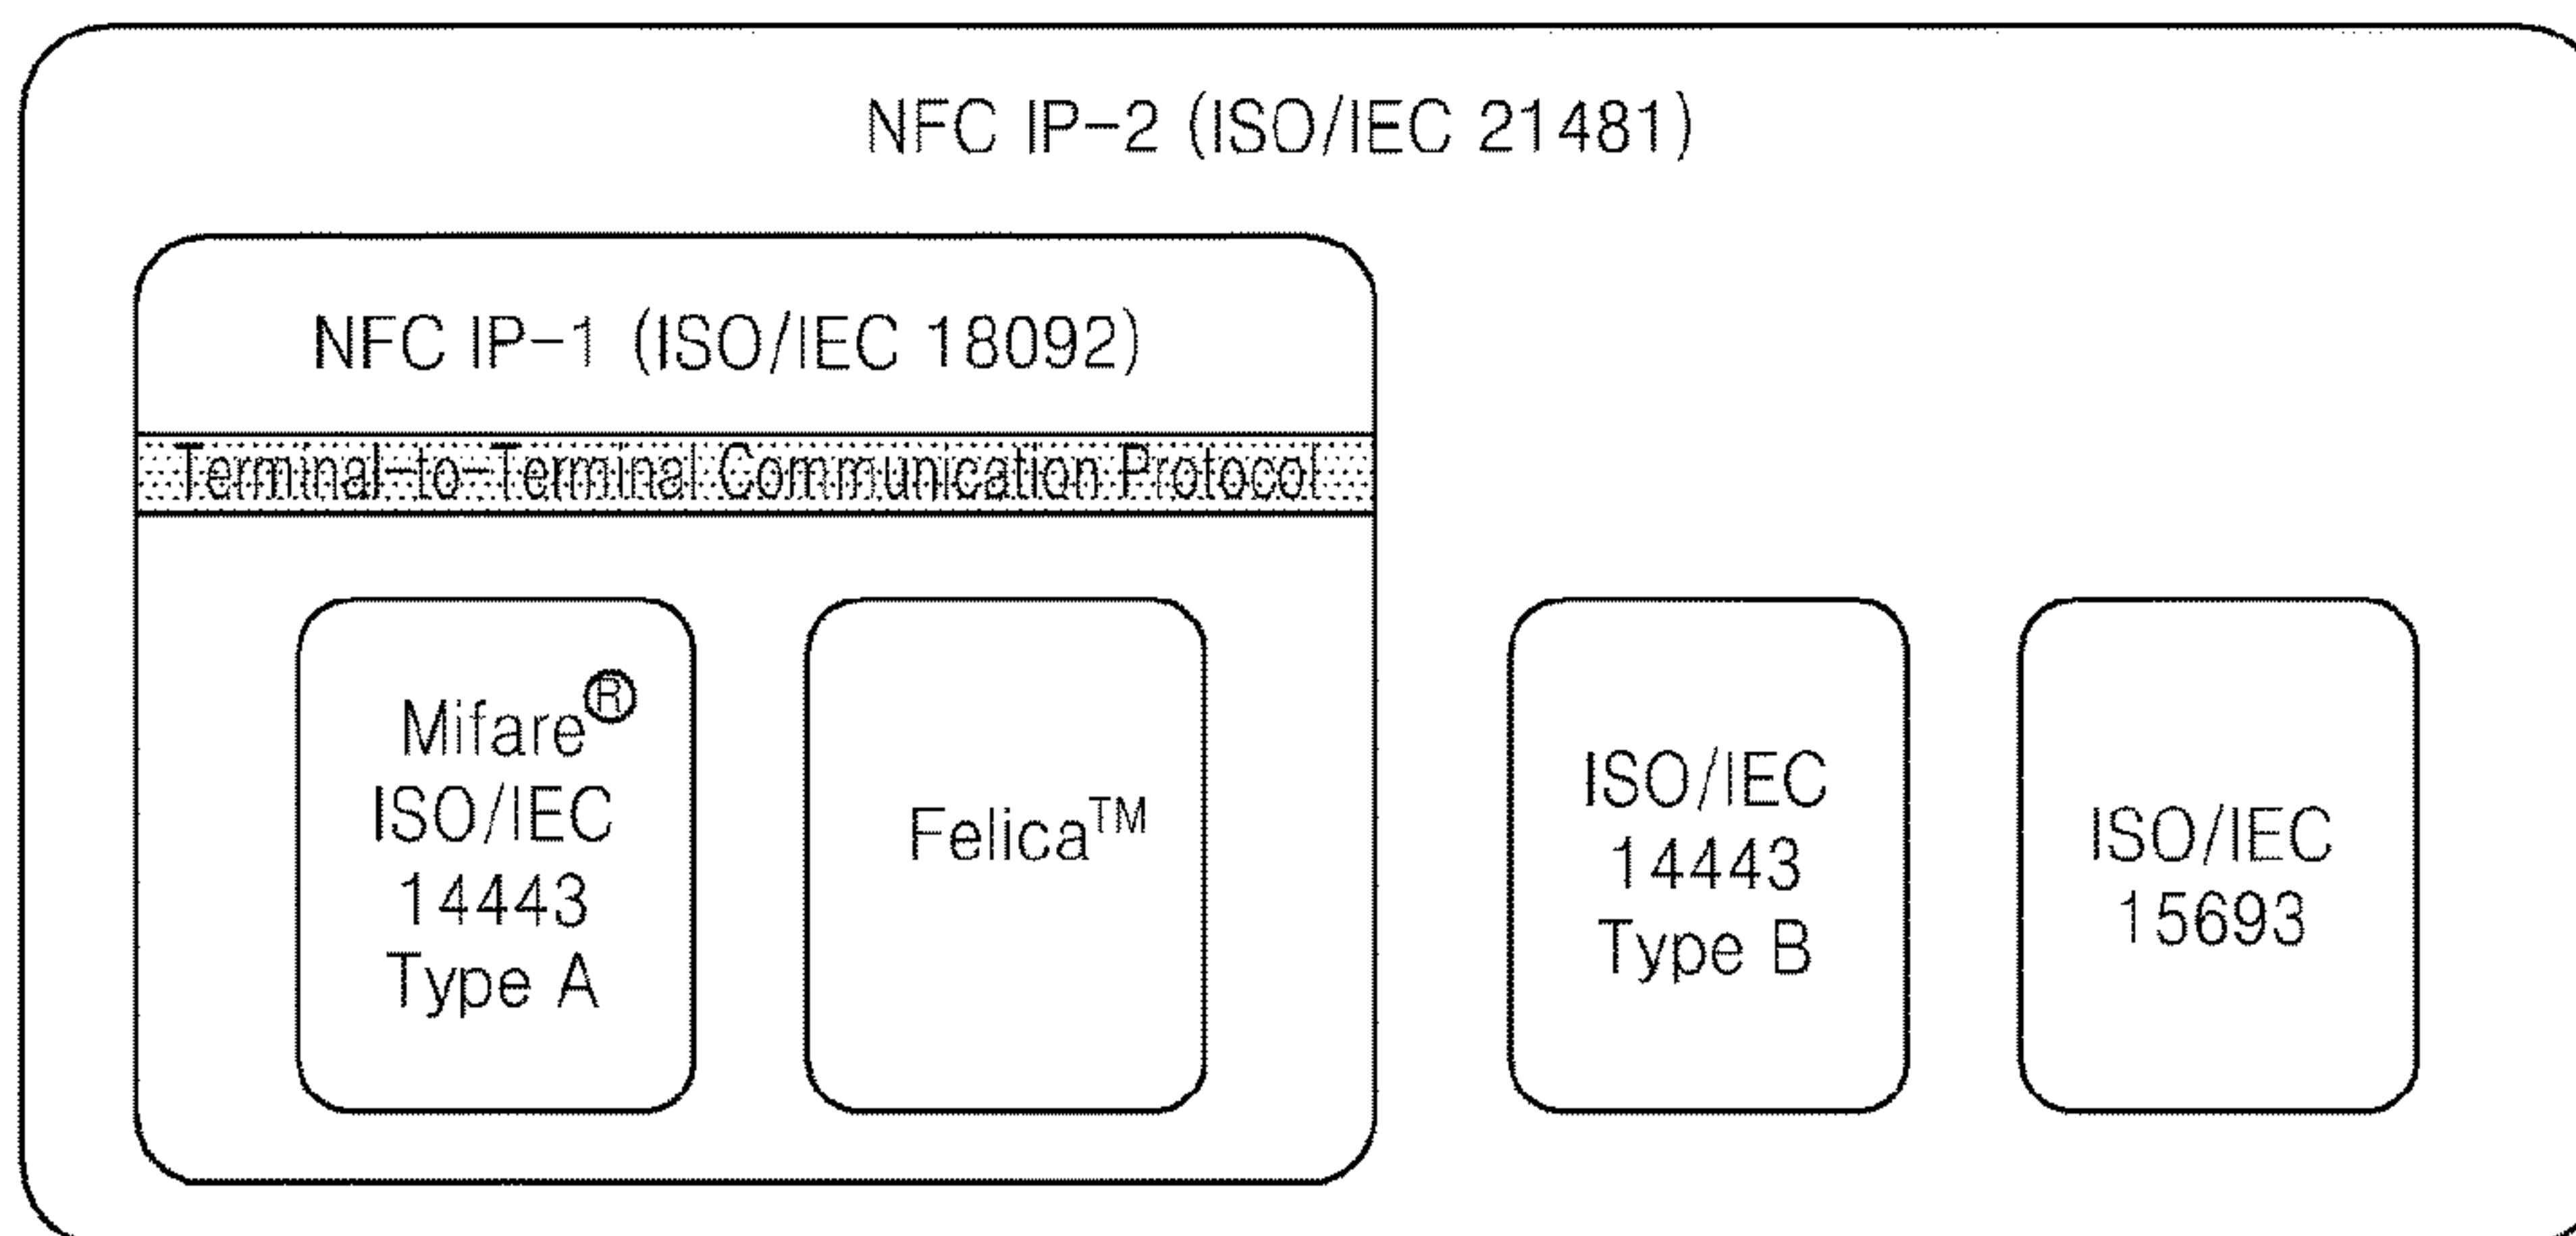 NFC IP-2 (ISO/IEC 21481)
NFC IP-1 (ISO/IEC 18092)
Terminal-to-Terminal Communication Protocol
Mifare®
ISO/IEC
14443
Type A
Felica™
ISO/IEC
14443
Type B
ISO/IEC
15693